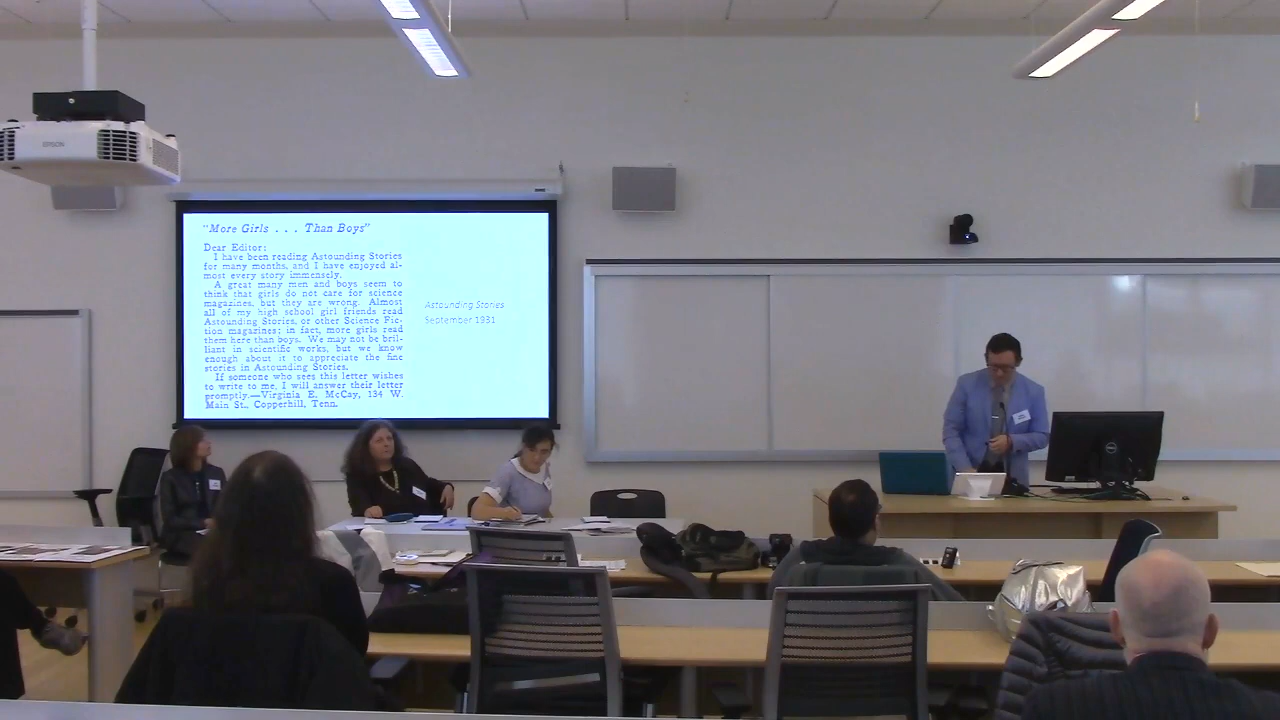 EPSON
"More Girls . . . Than Boys"
Dear Editor:
I have been reading Astounding Stories
for many months, and I have enjoyed al-
most every story immensely.
A great many men and boys seem to
think that girls do not care for science
magazines, but they are wrong. Almost
all of my high school girl friends read
Astounding Stories, or other Science Fic-
tion magazines; in fact, more girls read
them here than boys. We may not be bril-
liant in scientific works, but we know
enough about it to appreciate the fine
stories in Astounding Stories.
If someone who sees this letter wishes
to write to me, I will answer their letter
promptly.—Virginia E. McCay, 134 W.
Main St., Copperhill, Tenn.
Astounding Stories
September 1931
DELL